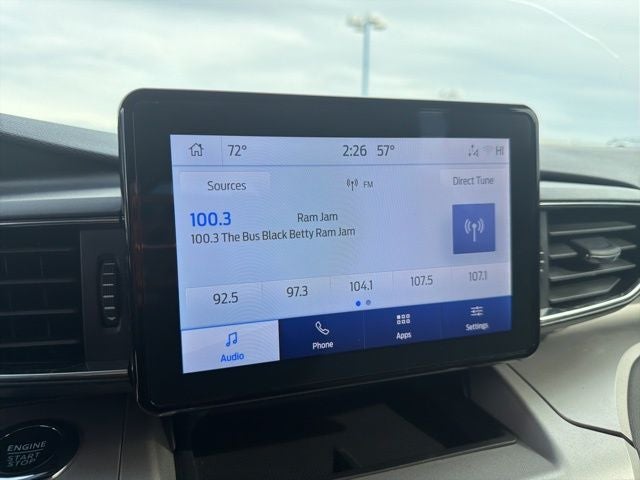 72° 2:26 57° HI
Sources FM Direct Tune
100.3 Ram Jam
100.3 The Bus Black Betty Ram Jam
92.5 97.3 104.1 107.5 107.1
Audio Phone Apps Settings
ENGINE
START
STOP